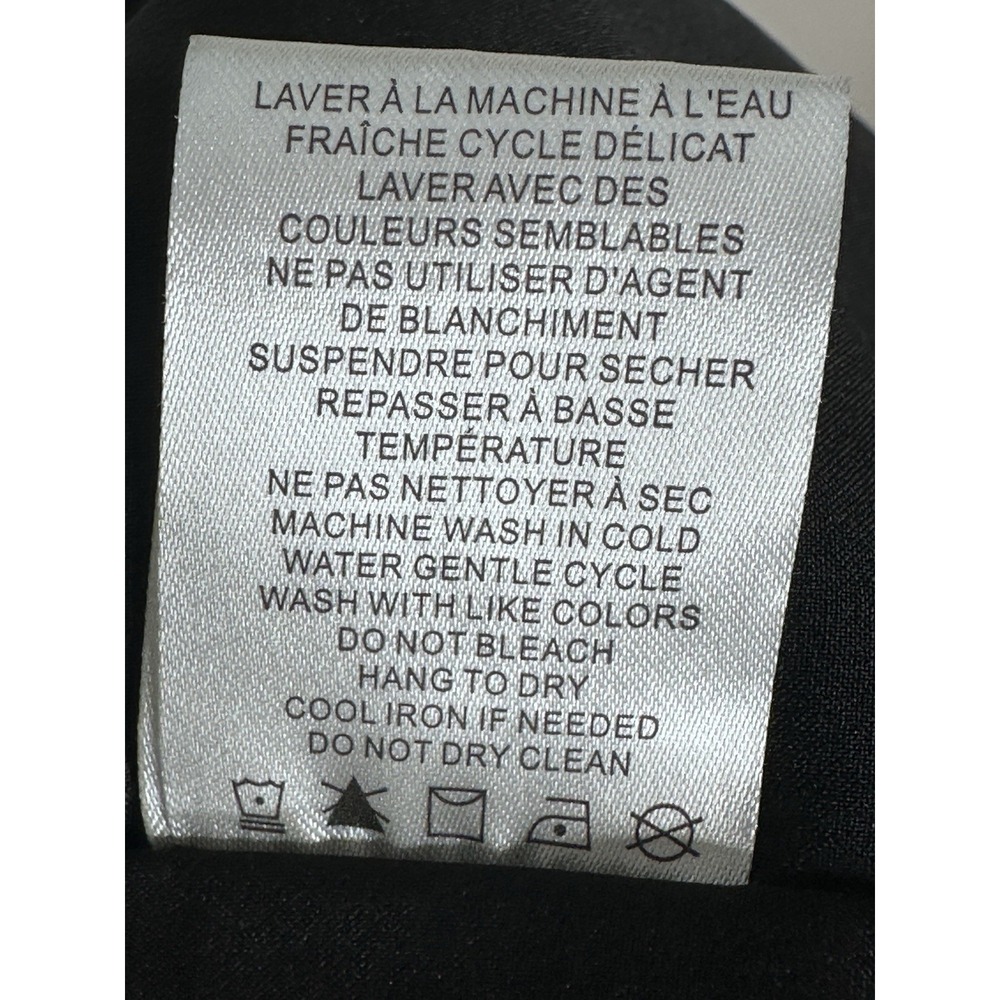 LAVER À LA MACHINE À L'EAU
FRAÎCHE CYCLE DÉLICAT
LAVER AVEC DES
COULEURS SEMBLABLES
NE PAS UTILISER D'AGENT
DE BLANCHIMENT
SUSPENDRE POUR SECHER
REPASSER À BASSE
TEMPÉRATURE
NE PAS NETTOYER À SEC
MACHINE WASH IN COLD
WATER GENTLE CYCLE
WASH WITH LIKE COLORS
DO NOT BLEACH
HANG TO DRY
COOL IRON IF NEEDED
DO NOT DRY CLEAN